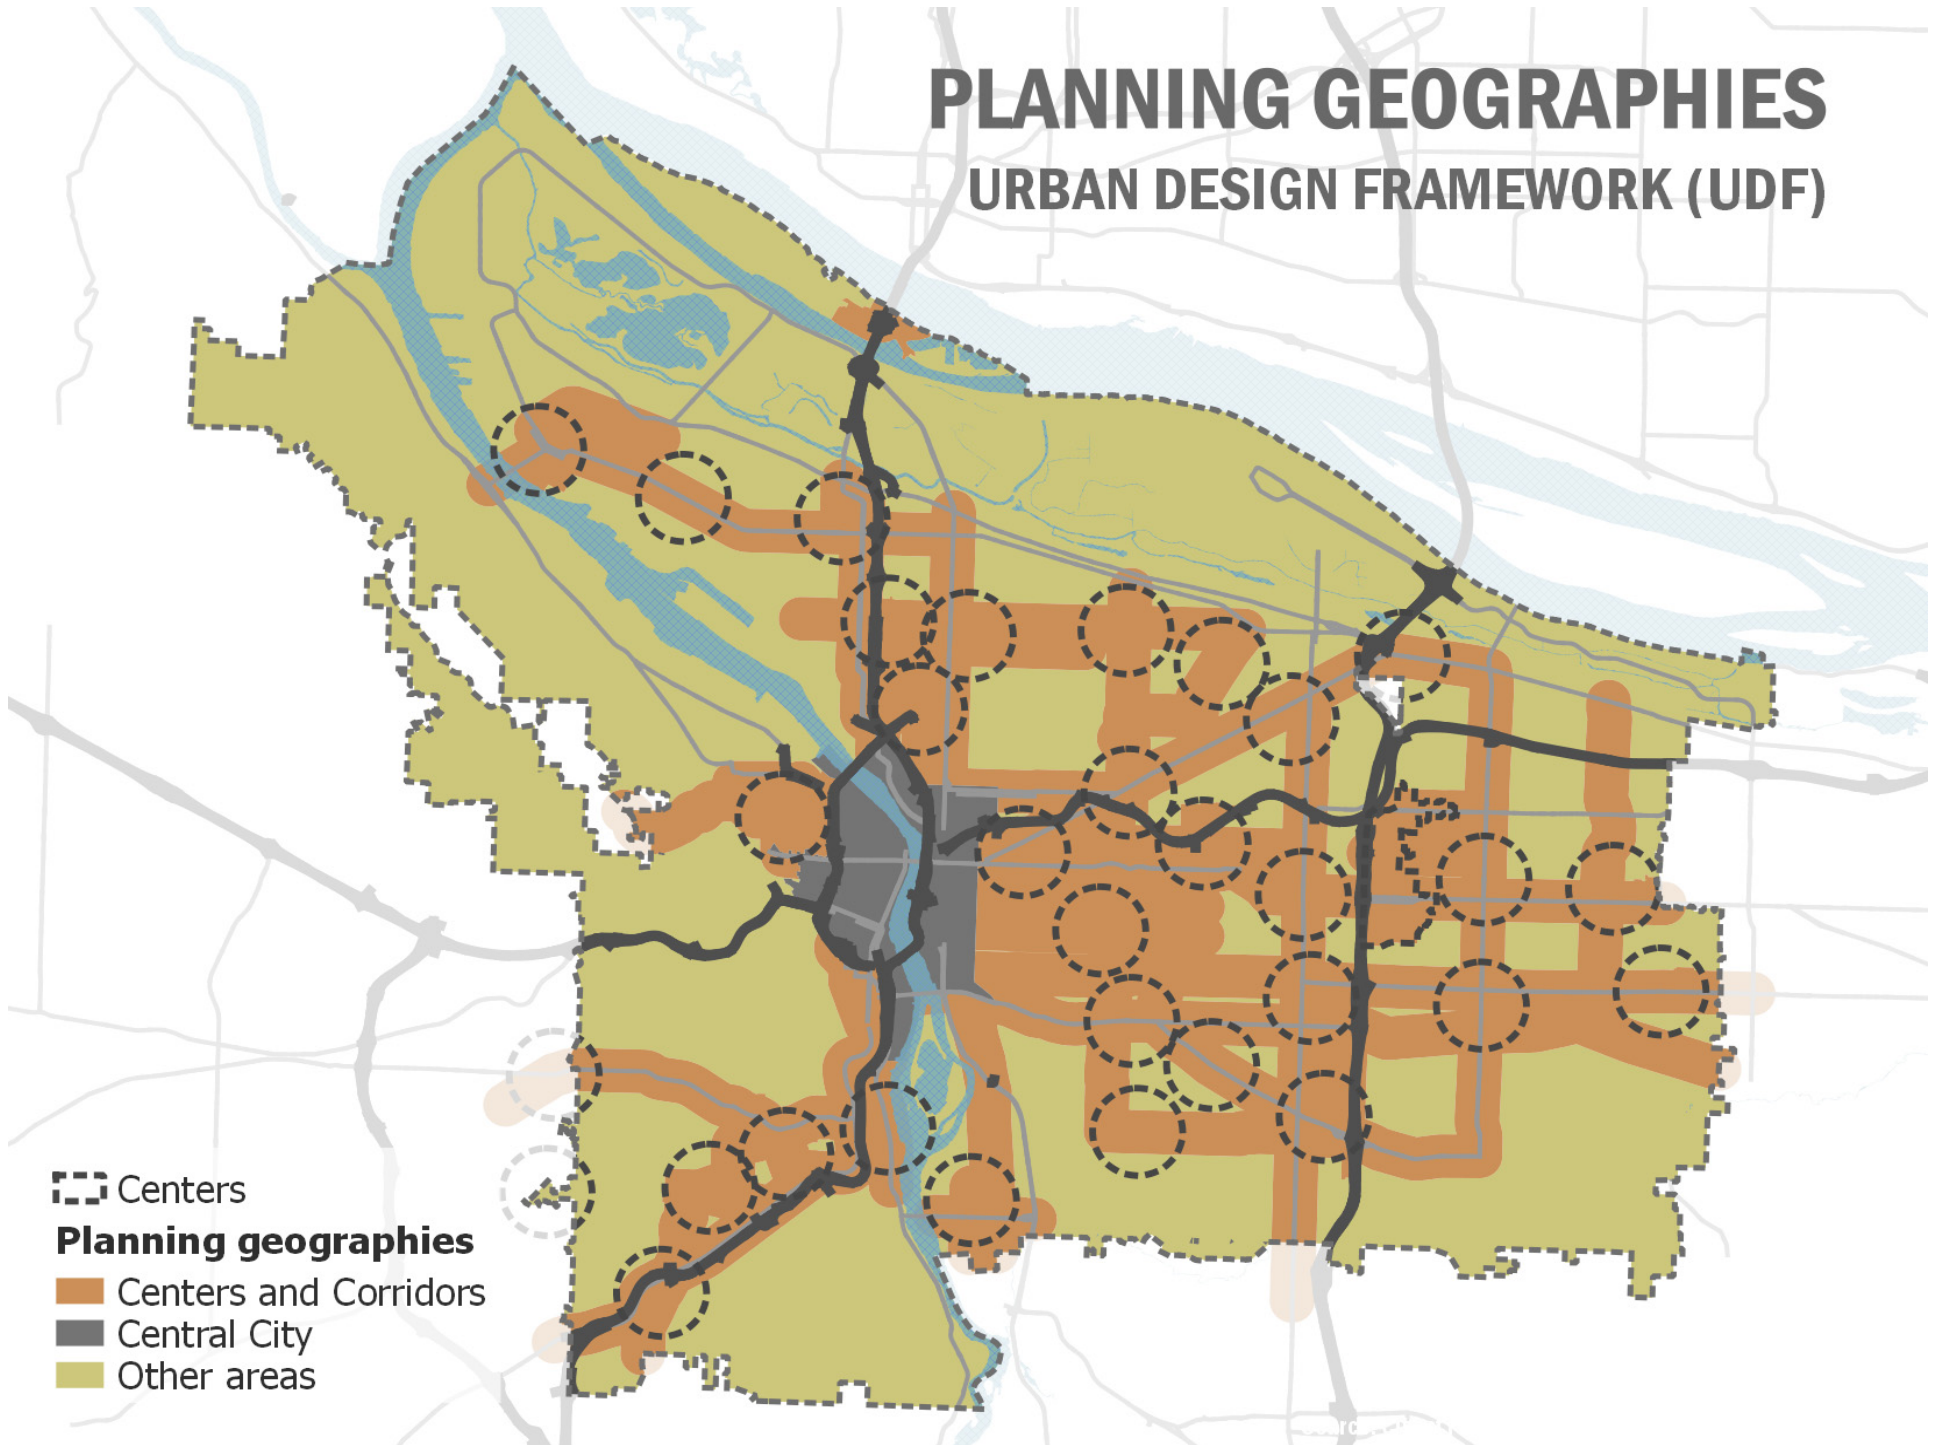 PLANNING GEOGRAPHIES
URBAN DESIGN FRAMEWORK (UDF)
Centers
Planning geographies
Centers and Corridors
Central City
Other areas